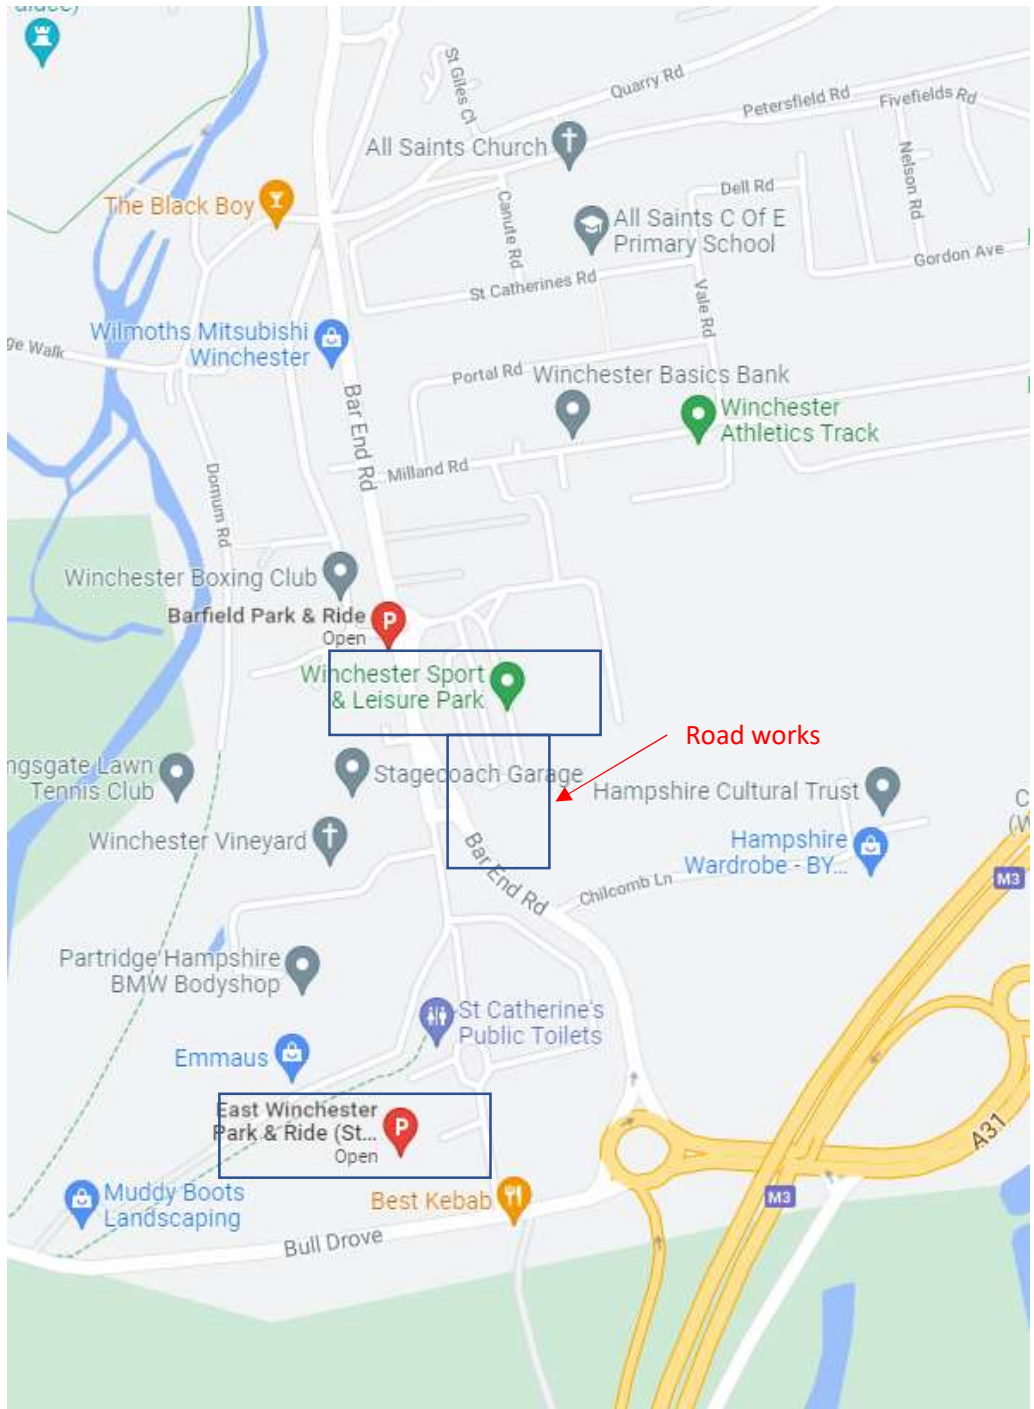 St Giles Cl
Quarry Rd
Petersfield Rd
Fivefields Rd
All Saints Church
Nelson Rd
The Black Boy
Canute Rd
Dell Rd
All Saints C Of E
Primary School
Gordon Ave
St Catherines Rd
Vale Rd
Wilmoths Mitsubishi
Winchester
ge Walk
Portal Rd
Winchester Basics Bank
Bar End Rd
Winchester
Athletics Track
Milland Rd
Domum Rd
Winchester Boxing Club
Barfield Park & Ride
Open
P
Winchester Sport
& Leisure Park
Road works
ngsgate Lawn
Tennis Club
Stagecoach Garage
Hampshire Cultural Trust
C
(W
Winchester Vineyard
Hampshire
Wardrobe - BY...
Bar End Rd
Chilcomb Ln
M3
Partridge Hampshire
BMW Bodyshop
St Catherine's
Public Toilets
Emmaus
East Winchester
Park & Ride (St...
Open
P
A31
Muddy Boots
Landscaping
Best Kebab
M3
Bull Drove